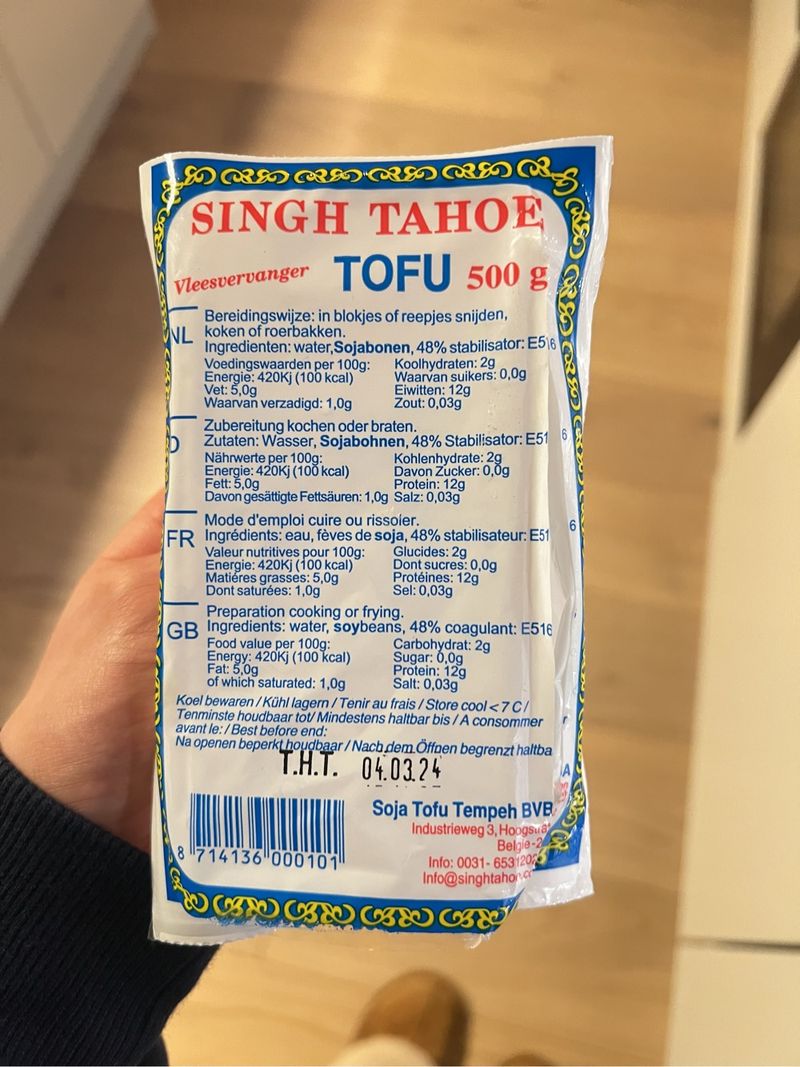 SINGH TAHOE
Vleesvervanger TOFU 500 g
NL
Bereidingswijze: in blokjes of reepjes snijden,
koken of roerbakken.
Ingredienten: water,Sojabonen, 48% stabilisator: E516
Voedingswaarden per 100g: Koolhydraten: 2g
Energie: 420Kj (100 kcal) Waarvan suikers: 0,0g
Vet: 5,0g Eiwitten: 12g
Waarvan verzadigd: 1,0g Zout: 0,03g
D
Zubereitung kochen oder braten.
Zutaten: Wasser, Sojabohnen, 48% Stabilisator: E516
Nährwerte per 100g: Kohlenhydrate: 2g
Energie: 420Kj (100 kcal) Davon Zucker: 0,0g
Fett: 5,0g Protein: 12g
Davon gesättigte Fettsäuren: 1,0g Salz: 0,03g
FR
Mode d'emploi cuire ou rissoler.
Ingrédients: eau, fèves de soja, 48% stabilisateur: E516
Valeur nutritives pour 100g: Glucides: 2g
Energie: 420Kj (100 kcal) Dont sucres: 0,0g
Matiéres grasses: 5,0g Protéines: 12g
Dont saturées: 1,0g Sel: 0,03g
GB
Preparation cooking or frying.
Ingredients: water, soybeans, 48% coagulant: E516
Food value per 100g: Carbohydrat: 2g
Energy: 420Kj (100 kcal) Sugar: 0,0g
Fat: 5,0g Protein: 12g
of which saturated: 1,0g Salt: 0,03g
Koel bewaren / Kühl lagern / Tenir au frais / Store cool < 7 C /
Tenminste houdbaar tot/ Mindestens haltbar bis / A consommer
avant le: / Best before end:
Na openen beperkt houdbaar / Nach dem Öffnen begrenzt haltba
T.H.T. 04.03.24
Soja Tofu Tempeh BVB
Industrieweg 3,
Belgie
Info: 0031-
8 714136 000101